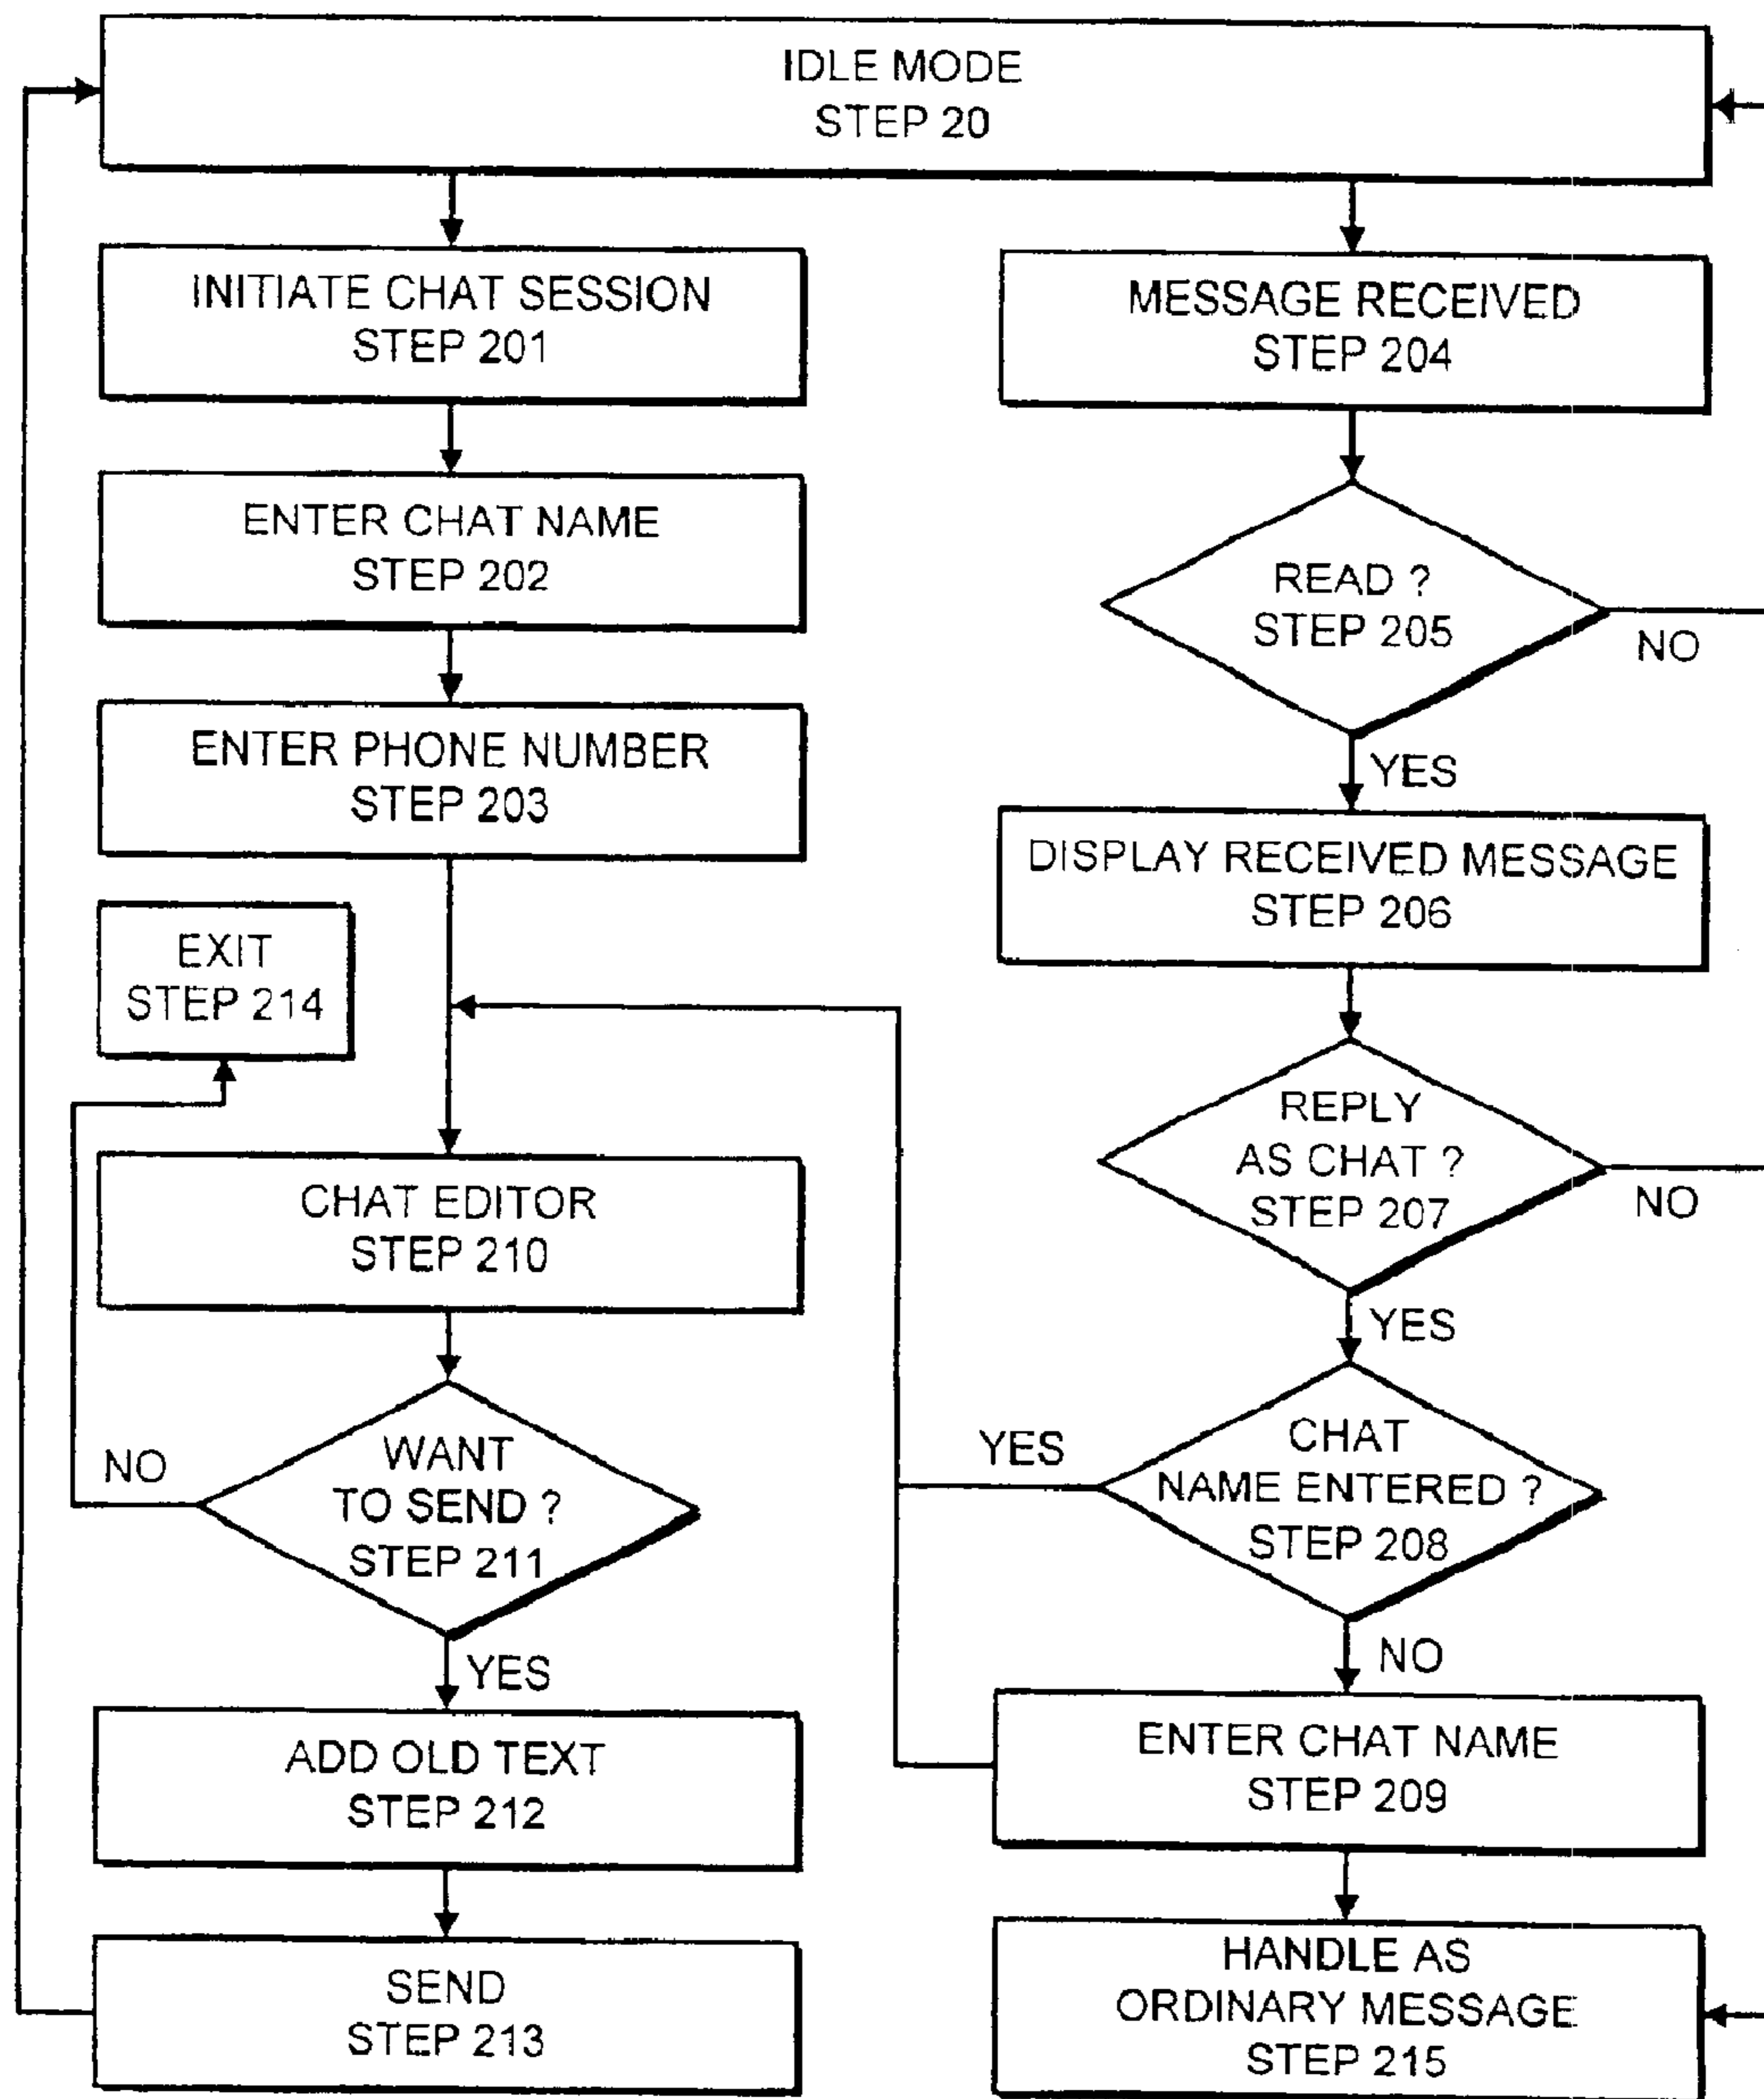 IDLE MODE
STEP 20
INITIATE CHAT SESSION
STEP 201
ENTER CHAT NAME
STEP 202
ENTER PHONE NUMBER
STEP 203
EXIT
STEP 214
CHAT EDITOR
STEP 210
WANT
TO SEND ?
STEP 211
NO
YES
ADD OLD TEXT
STEP 212
SEND
STEP 213
MESSAGE RECEIVED
STEP 204
READ ?
STEP 205
NO
YES
DISPLAY RECEIVED MESSAGE
STEP 206
REPLY
AS CHAT ?
STEP 207
NO
YES
CHAT
NAME ENTERED ?
STEP 208
YES
NO
ENTER CHAT NAME
STEP 209
HANDLE AS
ORDINARY MESSAGE
STEP 215